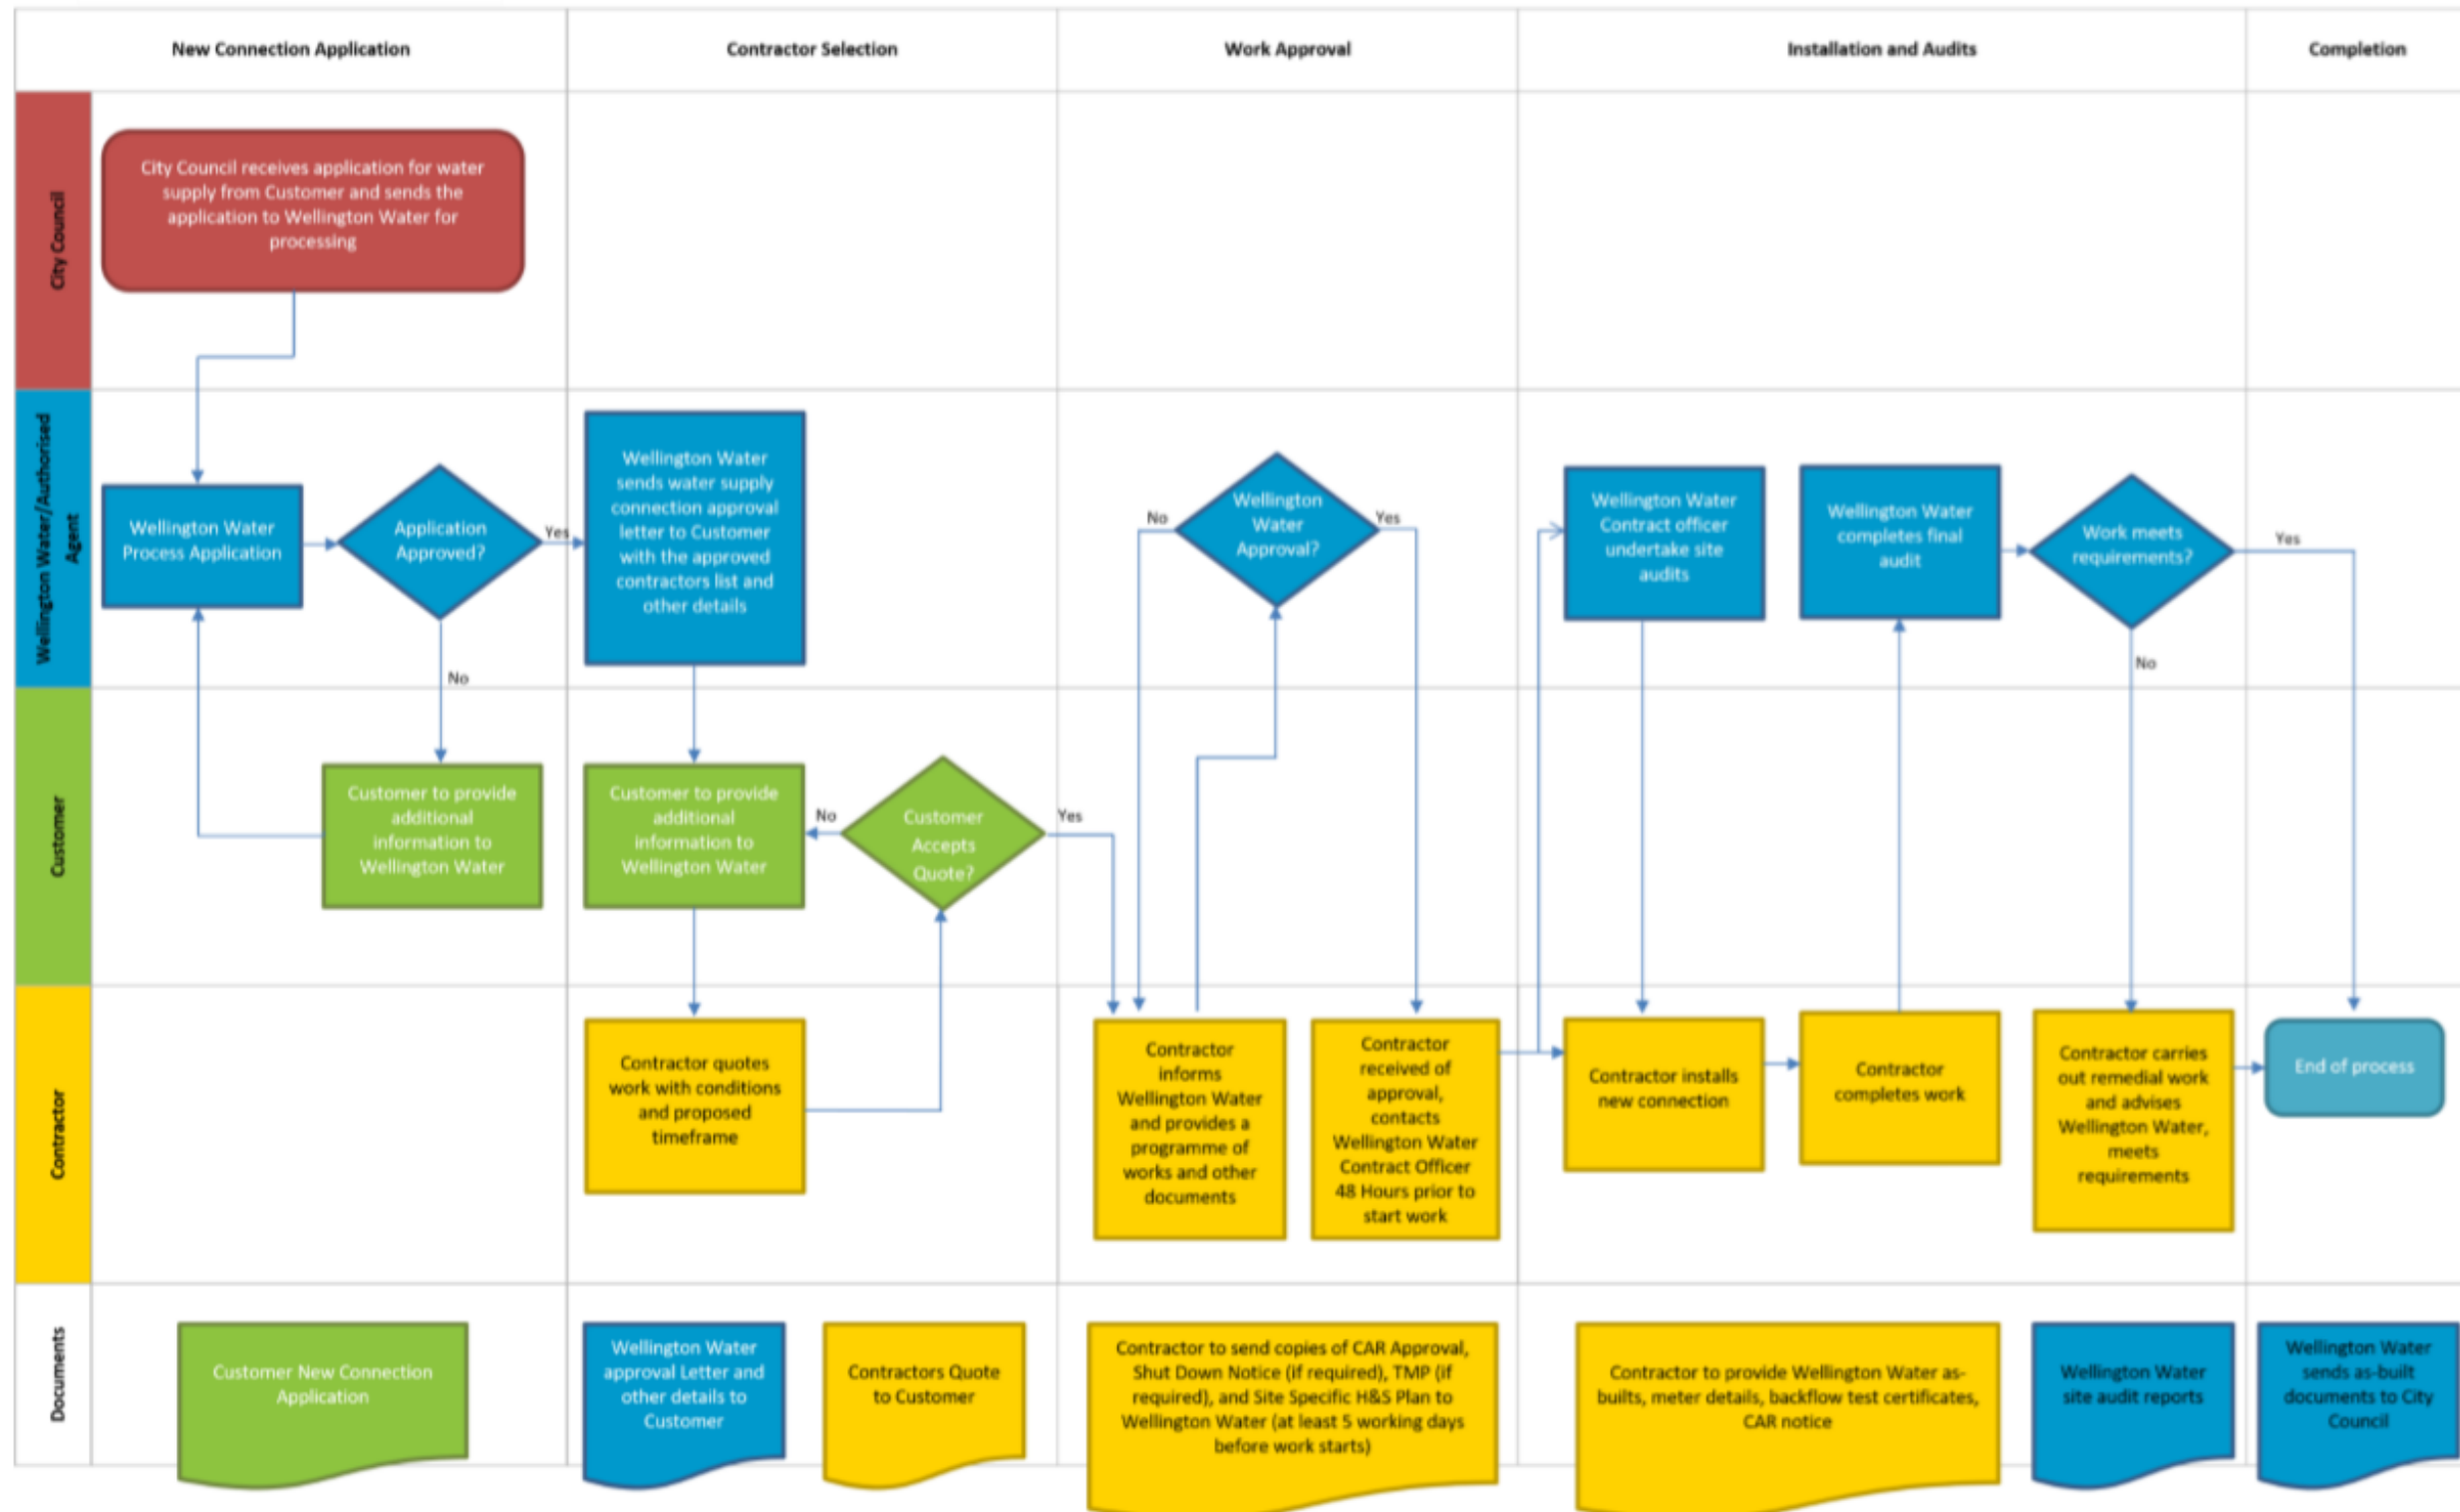 New Connection Application
Contractor Selection
Work Approval
Installation and Audits
Completion
City Council
City Council receives application for water
supply from Customer and sends the
application to Wellington Water for
processing
Wellington Water/Authorised
Agent
Wellington Water
Process Application
Application
Approved?
Yes
No
Wellington Water
sends water supply
connection approval
letter to Customer
with the approved
contractors list and
other details
No
Wellington
Water
Approval?
Yes
Wellington Water
Contract officer
undertake site
audits
Wellington Water
completes final
audit
Work meets
requirements?
Yes
No
Customer
Customer to provide
additional
information to
Wellington Water
Customer to provide
additional
information to
Wellington Water
No
Customer
Accepts
Quote?
Yes
Contractor
Contractor quotes
work with conditions
and proposed
timeframe
Contractor
informs
Wellington Water
and provides a
programme of
works and other
documents
Contractor
received of
approval,
contacts
Wellington Water
Contract Officer
48 Hours prior to
start work
Contractor installs
new connection
Contractor
completes work
Contractor carries
out remedial work
and advises
Wellington Water,
meets
requirements
End of process
Documents
Customer New Connection
Application
Wellington Water
approval Letter and
other details to
Customer
Contractors Quote
to Customer
Contractor to send copies of CAR Approval,
Shut Down Notice (if required), TMP (if
required), and Site Specific H&S Plan to
Wellington Water (at least 5 working days
before work starts)
Contractor to provide Wellington Water as-
builts, meter details, backflow test certificates,
CAR notice
Wellington Water
site audit reports
Wellington Water
sends as-built
documents to City
Council